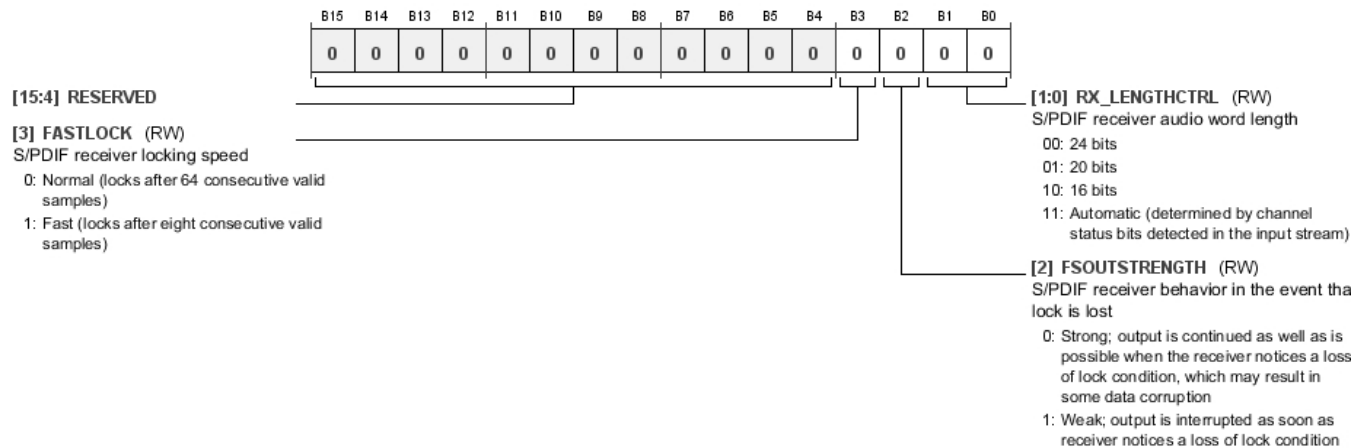 B15 B14 B13 B12 B11 B10 B9 B8 B7 B6 B5 B4 B3 B2 B1 B0
0 0 0 0 0 0 0 0 0 0 0 0 0 0 0 0
[15:4] RESERVED
[3] FASTLOCK (RW)
S/PDIF receiver locking speed
0: Normal (locks after 64 consecutive valid
samples)
1: Fast (locks after eight consecutive valid
samples)
[1:0] RX_LENGTHCTRL (RW)
S/PDIF receiver audio word length
00: 24 bits
01: 20 bits
10: 16 bits
11: Automatic (determined by channel
status bits detected in the input stream)
[2] FSOUTSTRENGTH (RW)
S/PDIF receiver behavior in the event tha
lock is lost
0: Strong; output is continued as well as is
possible when the receiver notices a loss
of lock condition, which may result in
some data corruption
1: Weak; output is interrupted as soon as
receiver notices a loss of lock condition